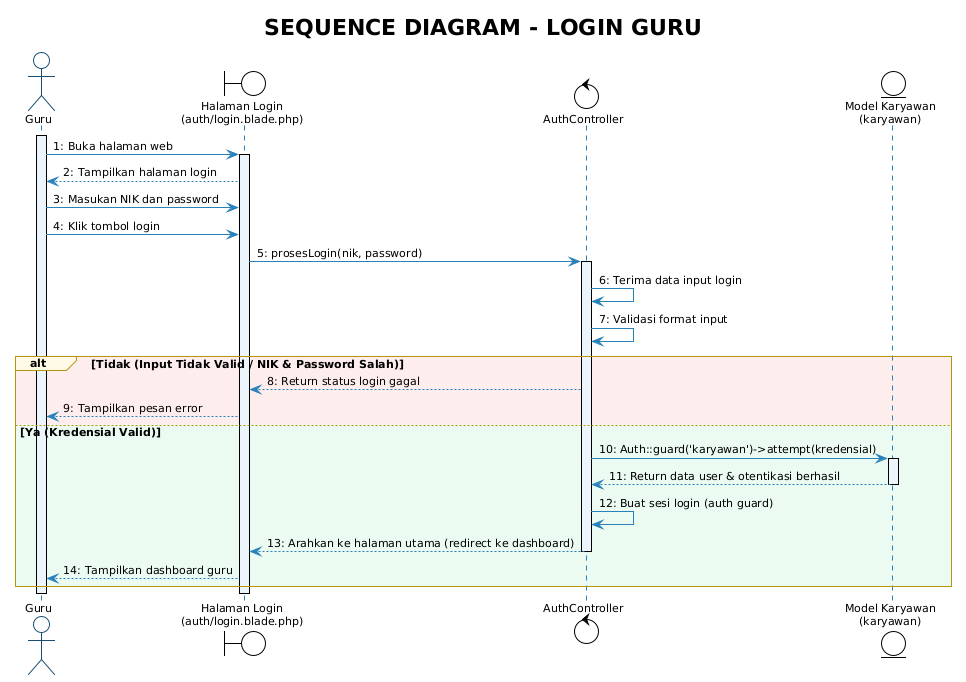 SEQUENCE DIAGRAM - LOGIN GURU
Guru
Halaman Login
(auth/login.blade.php)
AuthController
Model Karyawan
(karyawan)
1: Buka halaman web
2: Tampilkan halaman login
3: Masukan NIK dan password
4: Klik tombol login
5: prosesLogin(nik, password)
6: Terima data input login
7: Validasi format input
alt
[Tidak (Input Tidak Valid / NIK & Password Salah)]
8: Return status login gagal
9: Tampilkan pesan error
[Ya (Kredensial Valid)]
10: Auth::guard('karyawan')->attempt(kredensial)
11: Return data user & otentikasi berhasil
12: Buat sesi login (auth guard)
13: Arahkan ke halaman utama (redirect ke dashboard)
14: Tampilkan dashboard guru
Guru
Halaman Login
(auth/login.blade.php)
AuthController
Model Karyawan
(karyawan)